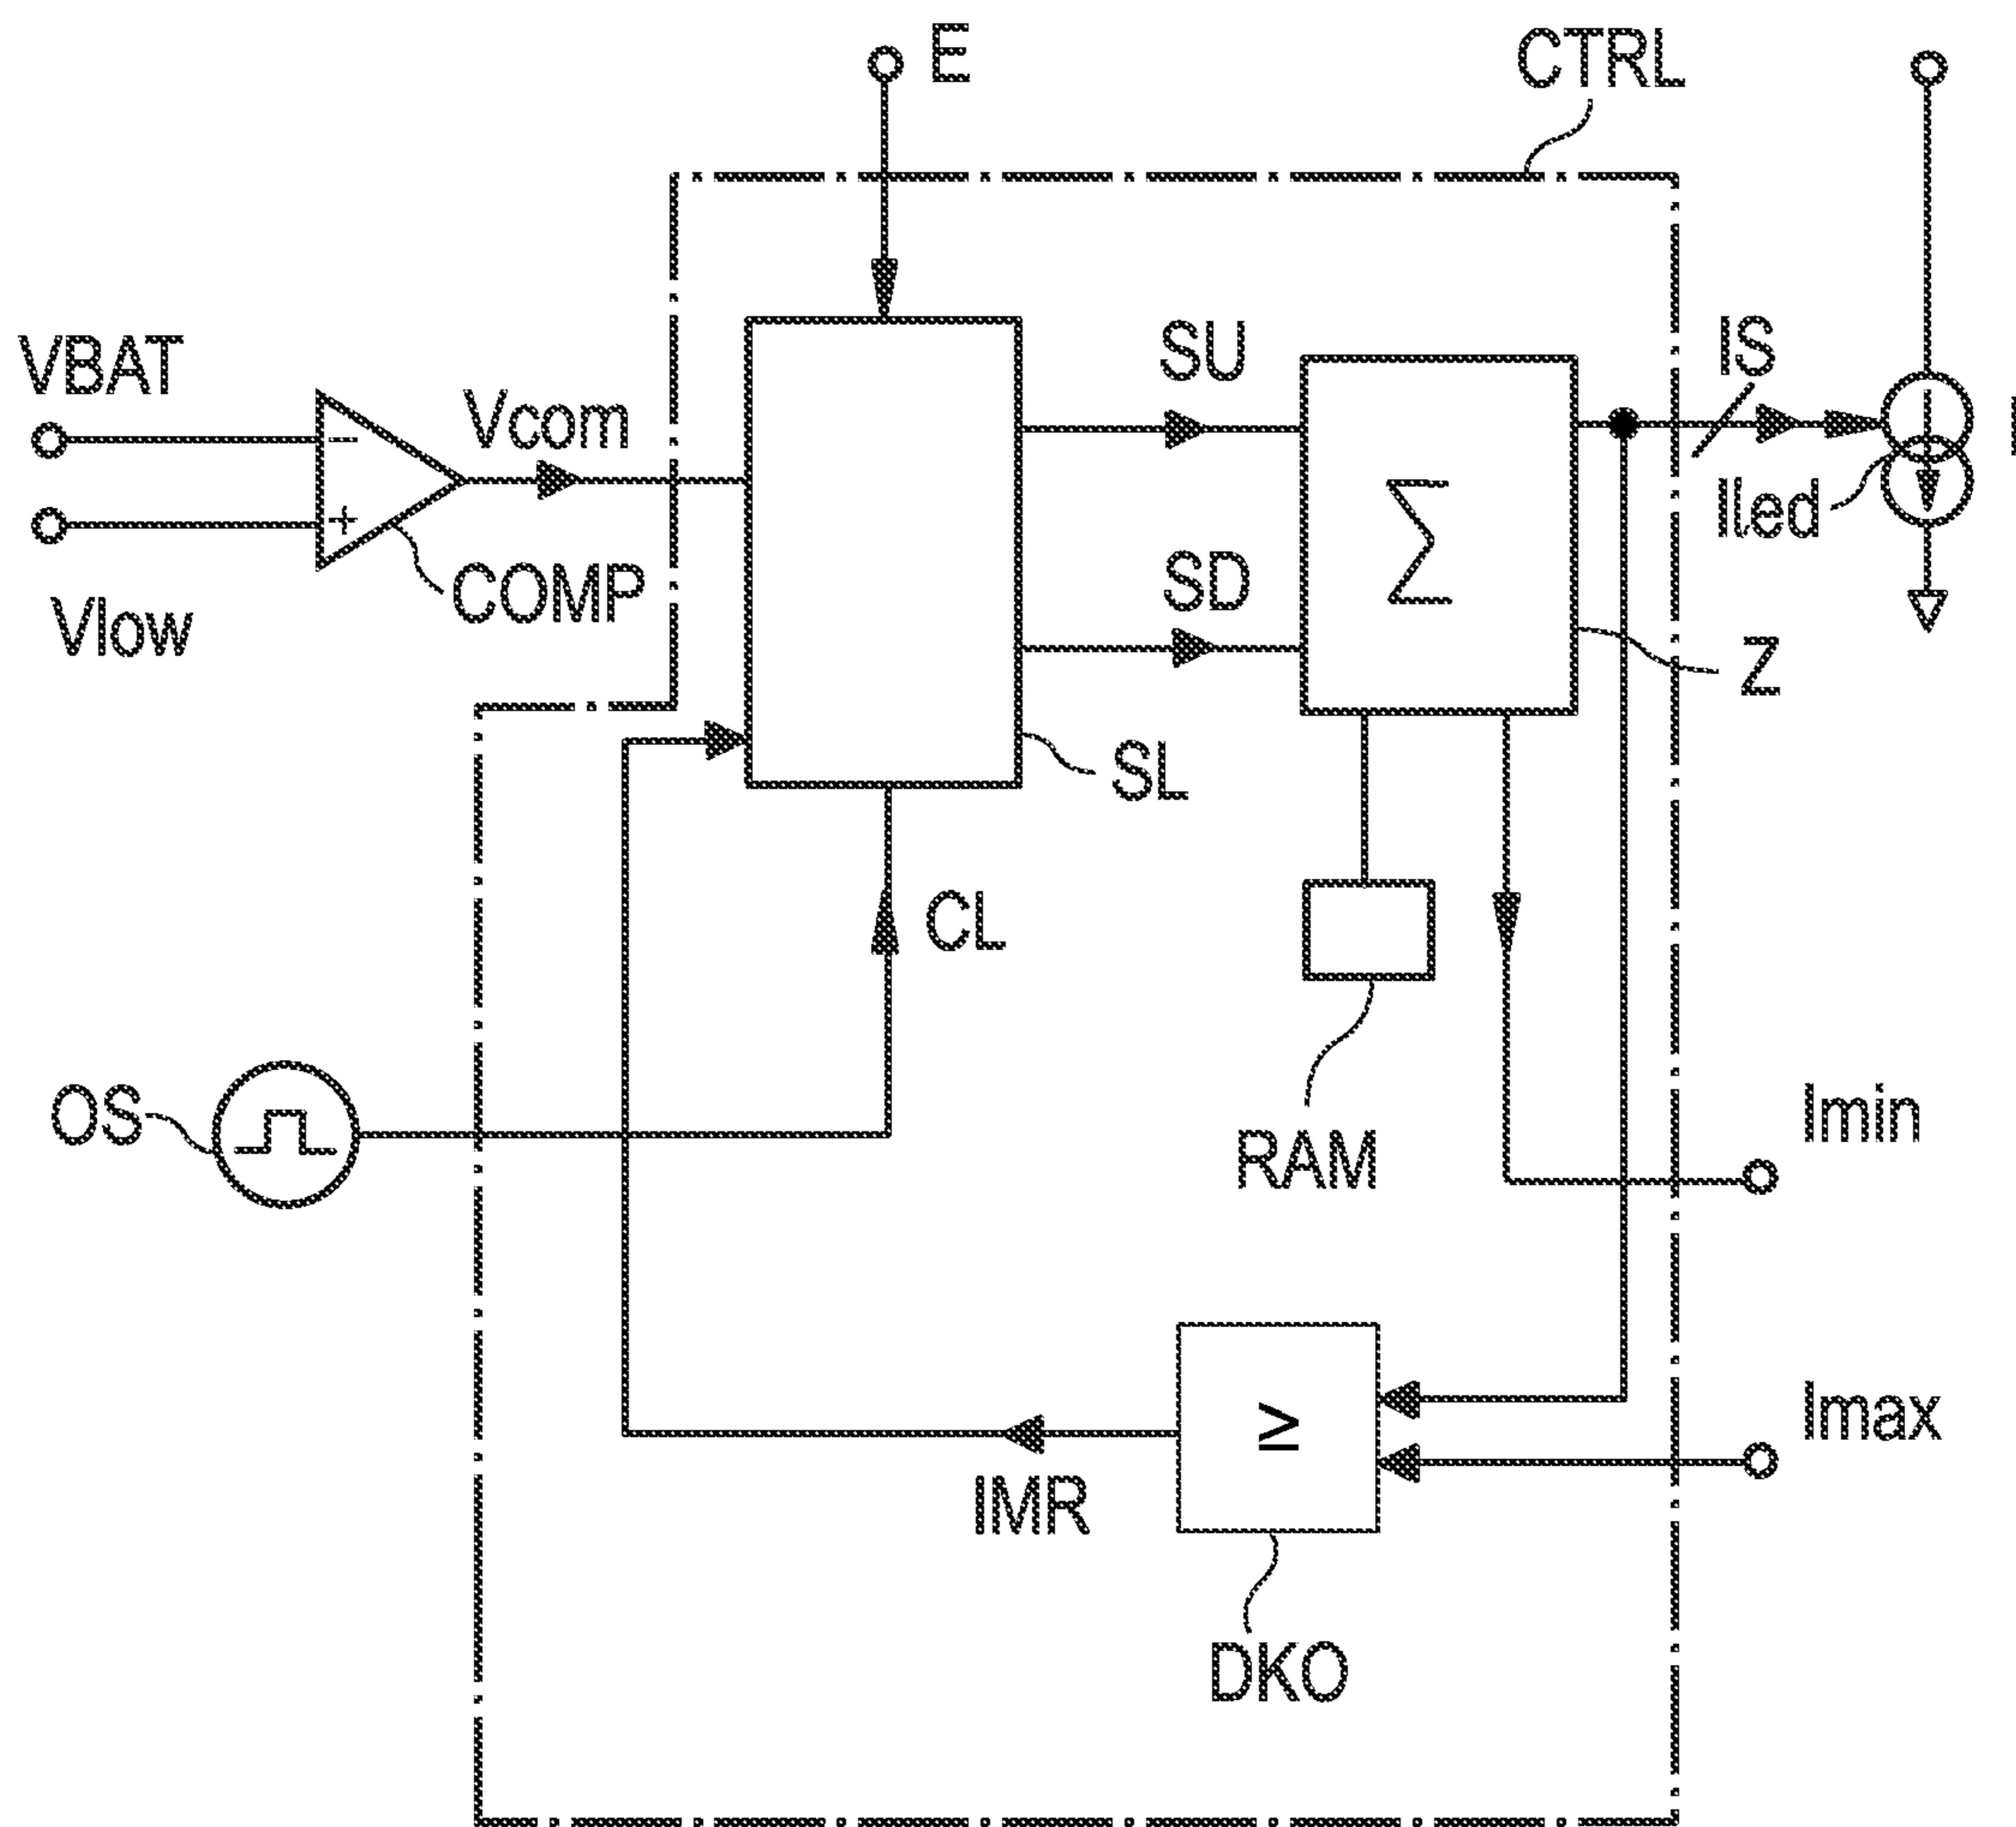 E
CTRL
VBAT
Vcom
SU
IS
Iled
COMP
SD
Vlow
Σ
Z
SL
CL
OS
RAM
Imin
Imax
≥
IMR
DKO